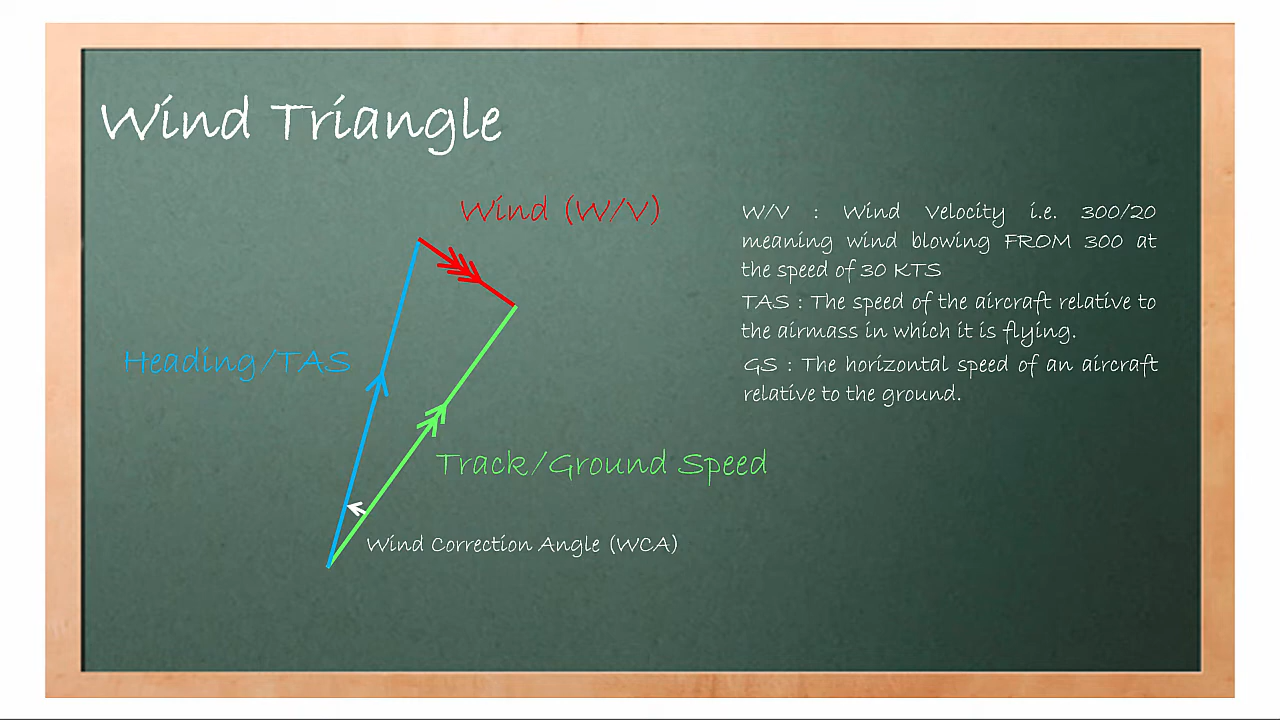 Wind Triangle
Wind (W/V)
W/V : Wind Velocity i.e. 300/20
meaning wind blowing FROM 300 at
the speed of 30 KTS
TAS : The speed of the aircraft relative to
the airmass in which it is flying.
GS : The horizontal speed of an aircraft
relative to the ground.
Heading/TAS
Track/Ground Speed
Wind Correction Angle (WCA)